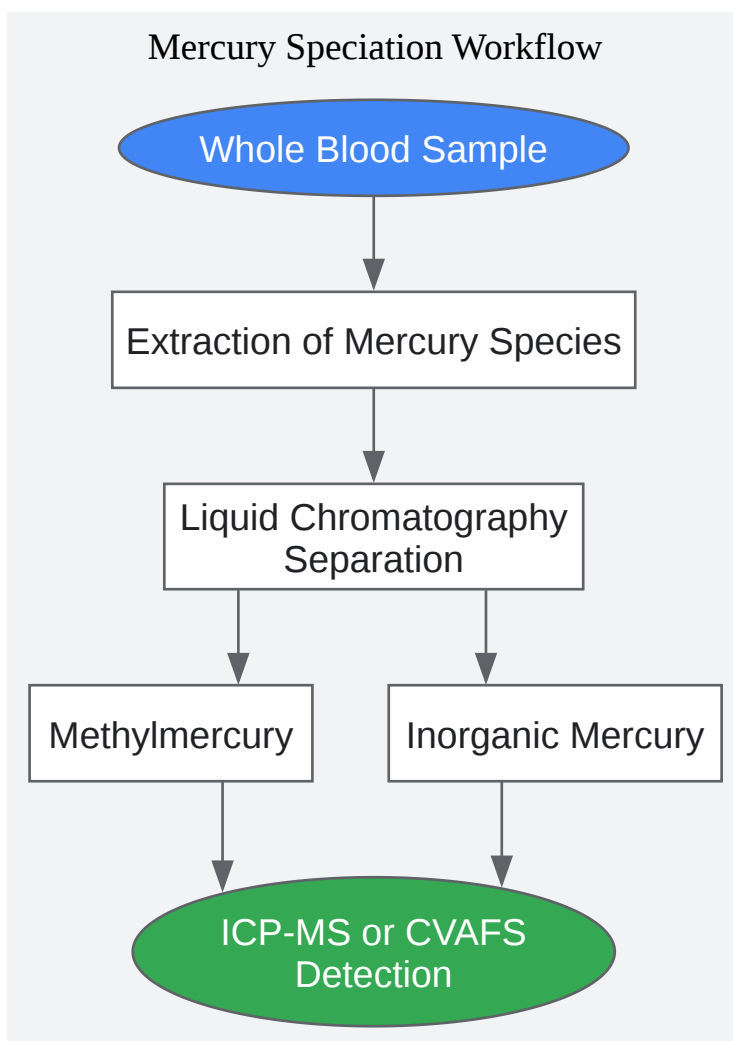 Mercury Speciation Workflow
Whole Blood Sample
Extraction of Mercury Species
Liquid Chromatography
Separation
Methylmercury
Inorganic Mercury
ICP-MS or CVAFS
Detection